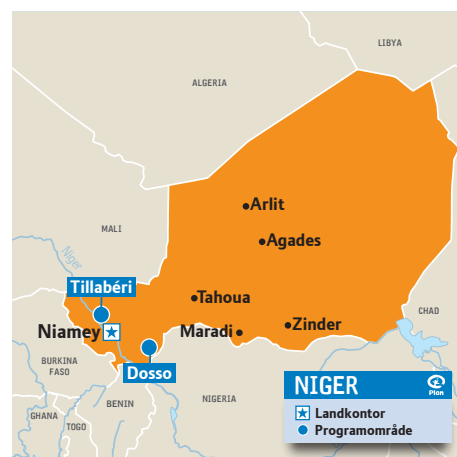 LIBYA
ALGERIA
Arlit
MALI
Agades
Niger
Tillabéri
Tahoua
CHAD
Niamey
Maradi
Zinder
Dosso
BURKINA
FASO
NIGER
Plan
BENIN
NIGERIA
GHANA
TOGO
Landkontor
Programområde